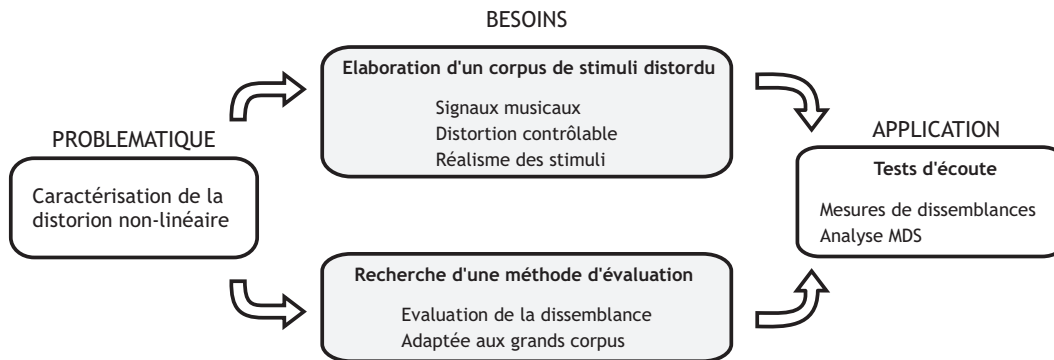 BESOINS
Elaboration d'un corpus de stimuli distordu
Signaux musicaux
Distortion contrôlable
Réalisme des stimuli
PROBLEMATIQUE
Caractérisation de la
distorion non-linéaire
APPLICATION
Tests d'écoute
Mesures de dissemblances
Analyse MDS
Recherche d'une méthode d'évaluation
Evaluation de la dissemblance
Adaptée aux grands corpus